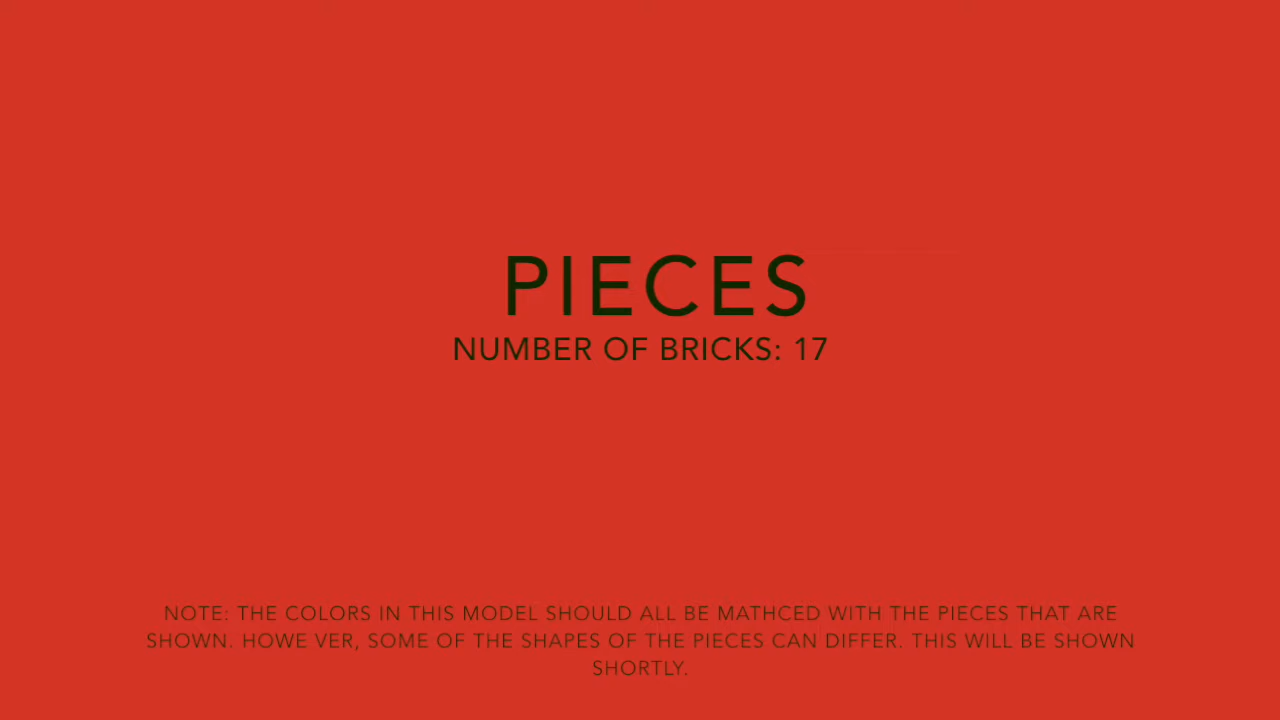 PIECES
NUMBER OF BRICKS: 17
NOTE: THE COLORS IN THIS MODEL SHOULD ALL BE MATHCED WITH THE PIECES THAT ARE
SHOWN. HOWE VER, SOME OF THE SHAPES OF THE PIECES CAN DIFFER. THIS WILL BE SHOWN
SHORTLY.